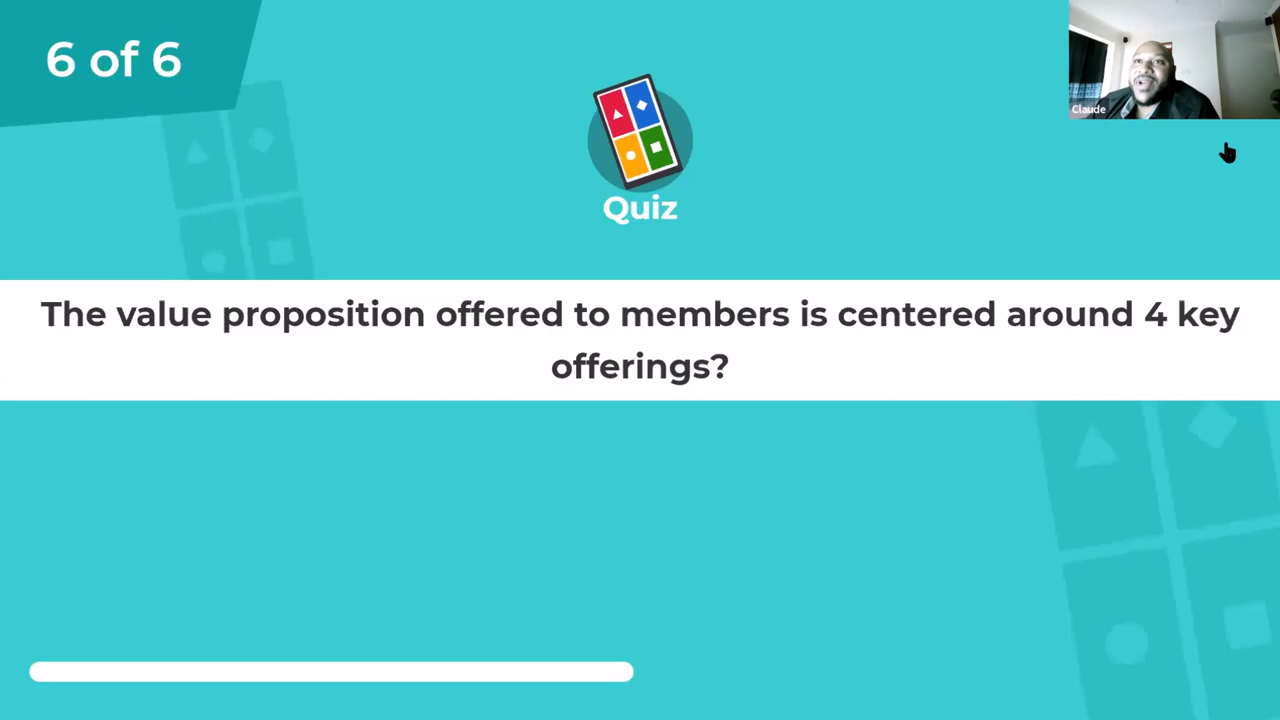 6 of 6
Claude
Quiz
The value proposition offered to members is centered around 4 key
offerings?